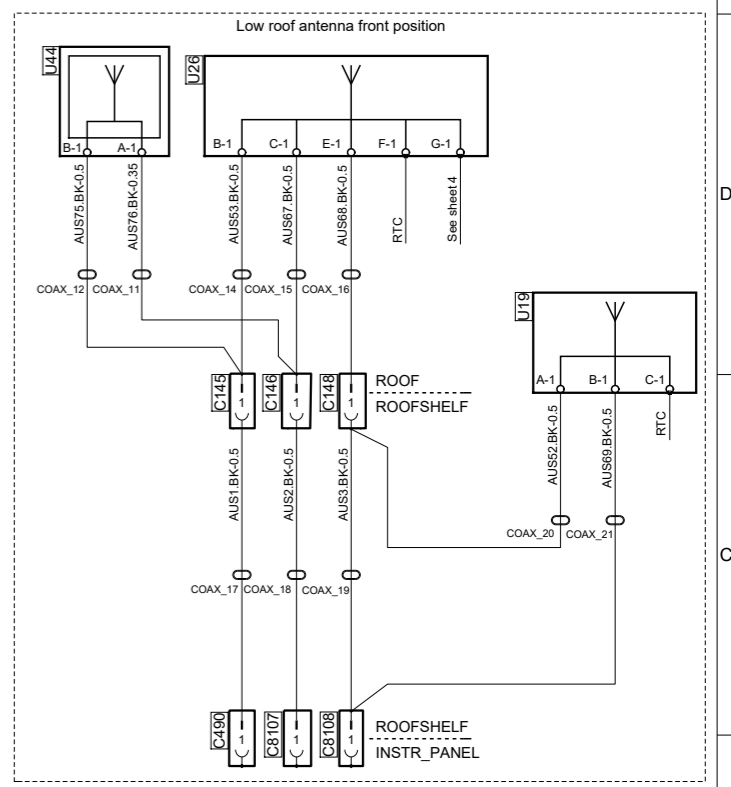 Low roof antenna front position
U44
U26
B-1
A-1
B-1
C-1
E-1
F-1
G-1
AUS75.BK-0.5
AUS76.BK-0.35
AUS53.BK-0.5
AUS67.BK-0.5
AUS68.BK-0.5
RTC
See sheet 4
D
COAX_12
COAX_11
COAX_14
COAX_15
COAX_16
U19
A-1
B-1
C-1
C145
1
C146
1
C148
1
ROOF
ROOFSHELF
AUS52.BK-0.5
AUS69.BK-0.5
RTC
AUS1.BK-0.5
AUS2.BK-0.5
AUS3.BK-0.5
COAX_20
COAX_21
C
COAX_17
COAX_18
COAX_19
C490
1
C8107
1
C8108
1
ROOFSHELF
INSTR_PANEL